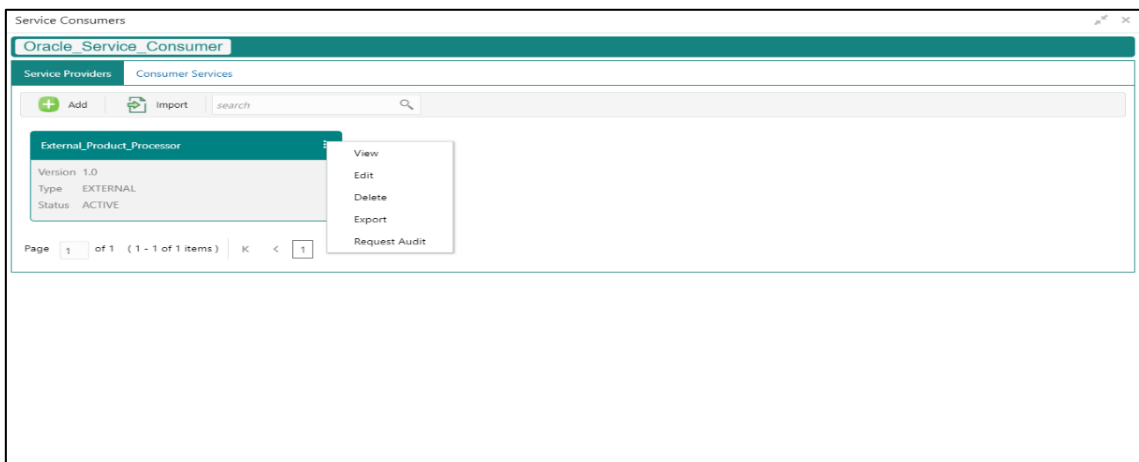 Service Consumers
Oracle_Service_Consumer
Service Providers Consumer Services
Add Import search
External_Product_Processor
Version 1.0
Type EXTERNAL
Status ACTIVE
View
Edit
Delete
Export
Request Audit
Page 1 of 1 ( 1 - 1 of 1 items ) K < 1